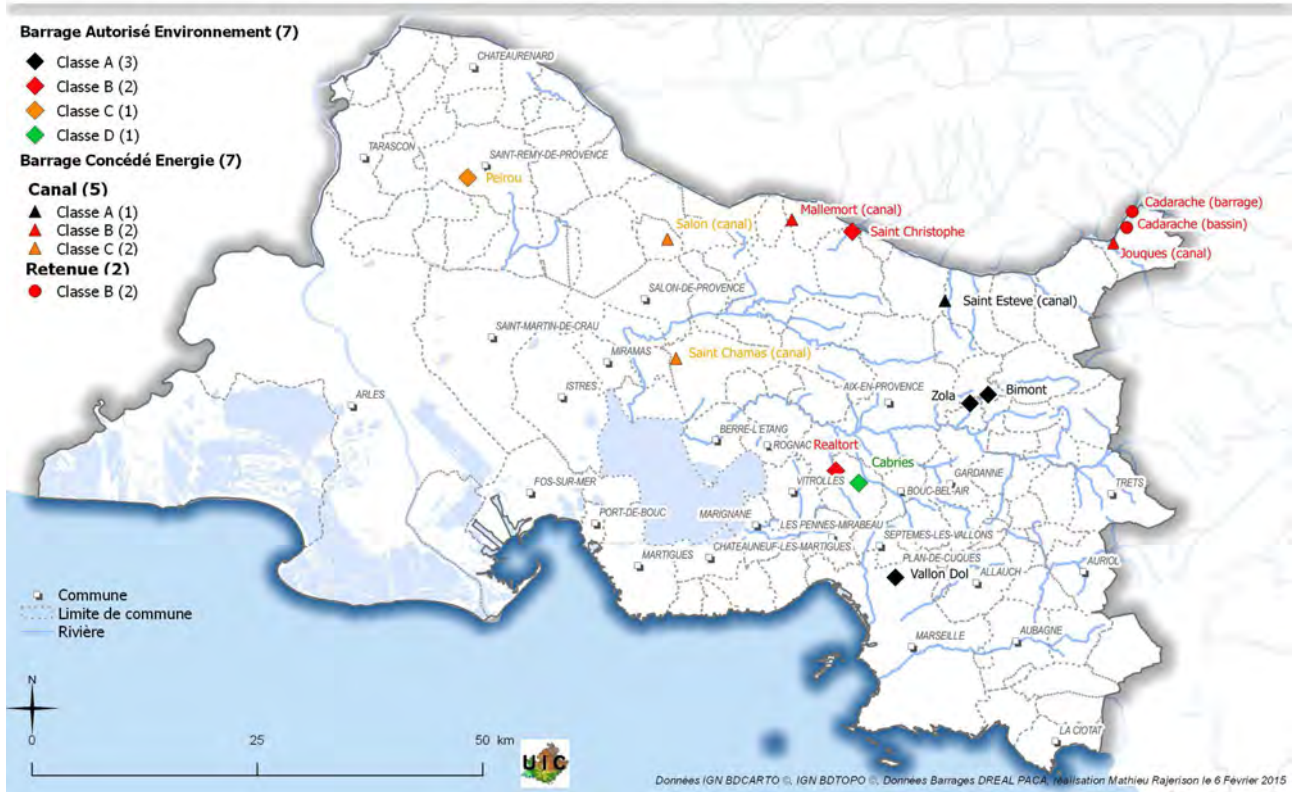 Barrage Autorisé Environnement (7)
Classe A (3)
Classe B (2)
Classe C (1)
Classe D (1)
Barrage Concédé Energie (7)
Canal (5)
Classe A (1)
Classe B (2)
Classe C (2)
Retenue (2)
Classe B (2)
CHATEAURENARD
TARASCON
SAINT-REMY-DE-PROVENCE
Peirou
Salon (canal)
Mallemort (canal)
Saint Christophe
Cadarache (barrage)
Cadarache (bassin)
Jouques (canal)
SALON-DE-PROVENCE
Saint Esteve (canal)
SAINT-MARTIN-DE-CRAU
MIRAMAS
Saint Chamas (canal)
ISTRES
ARLES
AIX-EN-PROVENCE
Zola
Bimont
BERRE-L'ETANG
ROGNAC
Realtort
Cabries
GARDANNE
FOS-SUR-MER
VITROLLES
BOUC-BEL-AIR
TRETS
PORT-DE-BOUC
MARIGNANE
LES PENNES-MIRABEAU
SEPTEMES-LES-VALLONS
MARTIGUES
CHATEAUNEUF-LES-MARTIGUES
PLAN-DE-CUQUES
Vallon Dol
ALLAUCH
AURIOL
MARSEILLE
AUBAGNE
LA CIOTAT
Commune
Limite de commune
Rivière
N
0 25 50 km
UIC
Données IGN BDCARTO ©, IGN BDTOPO ©, Données Barrages DREAL PACA, réalisation Mathieu Rajerison le 6 Février 2015